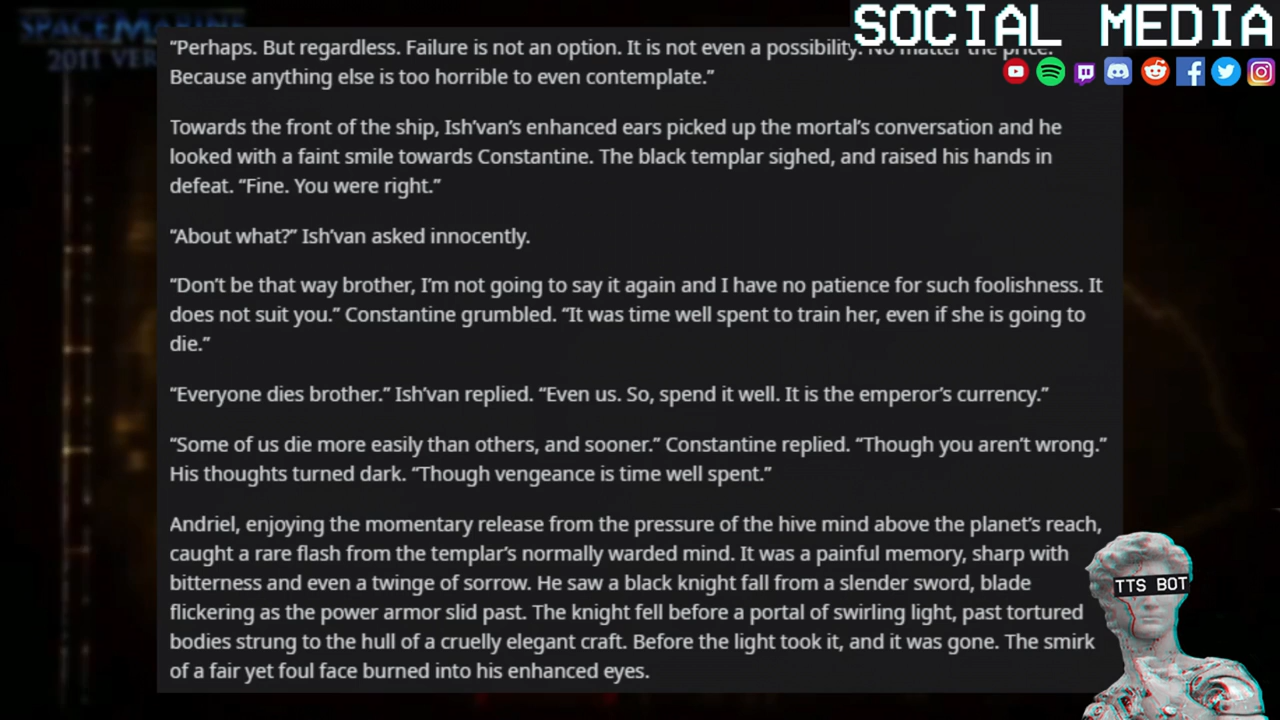 SPACE MARINE
2011 VER
SOCIAL MEDIA
“Perhaps. But regardless. Failure is not an option. It is not even a possibility. No matter the price.
Because anything else is too horrible to even contemplate.”
Towards the front of the ship, Ish’van’s enhanced ears picked up the mortal’s conversation and he
looked with a faint smile towards Constantine. The black templar sighed, and raised his hands in
defeat. “Fine. You were right.”
“About what?” Ish’van asked innocently.
“Don’t be that way brother, I’m not going to say it again and I have no patience for such foolishness. It
does not suit you.” Constantine grumbled. “It was time well spent to train her, even if she is going to
die.”
“Everyone dies brother.” Ish’van replied. “Even us. So, spend it well. It is the emperor’s currency.”
“Some of us die more easily than others, and sooner.” Constantine replied. “Though you aren’t wrong.”
His thoughts turned dark. “Though vengeance is time well spent.”
Andriel, enjoying the momentary release from the pressure of the hive mind above the planet’s reach,
caught a rare flash from the templar’s normally warded mind. It was a painful memory, sharp with
bitterness and even a twinge of sorrow. He saw a black knight fall from a slender sword, blade
flickering as the power armor slid past. The knight fell before a portal of swirling light, past tortured
bodies strung to the hull of a cruelly elegant craft. Before the light took it, and it was gone. The smirk
of a fair yet foul face burned into his enhanced eyes.
TTS BOT